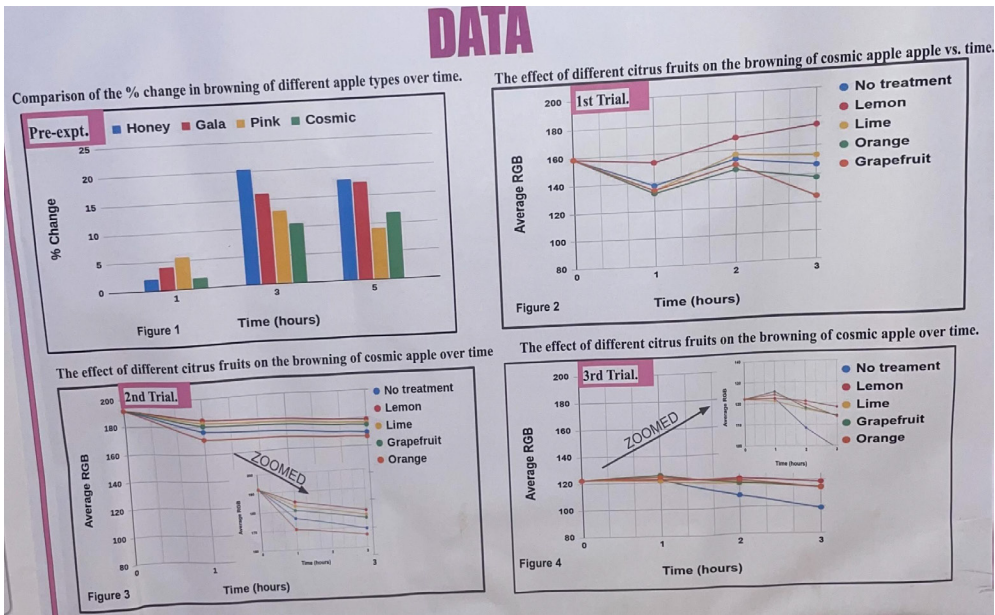 DATA
Comparison of the % change in browning of different apple types over time.
Pre-expt.
Honey Gala Pink Cosmic
25
20
15
10
5
0
% Change
1 3 5
Time (hours)
Figure 1
The effect of different citrus fruits on the browning of cosmic apple apple vs. time.
1st Trial.
No treatment
Lemon
Lime
Orange
Grapefruit
200
180
160
140
120
100
80
Average RGB
0 1 2 3
Time (hours)
Figure 2
The effect of different citrus fruits on the browning of cosmic apple over time
2nd Trial.
No treatment
Lemon
Lime
Grapefruit
Orange
200
180
160
140
120
100
80
Average RGB
ZOOMED
Average RGB
Time (hours)
0 1 3
Time (hours)
Figure 3
The effect of different citrus fruits on the browning of cosmic apple over time.
3rd Trial.
No treament
Lemon
Lime
Grapefruit
Orange
200
180
160
140
120
100
80
Average RGB
ZOOMED
Average RGB
Time (hours)
0 1 2 3
Time (hours)
Figure 4